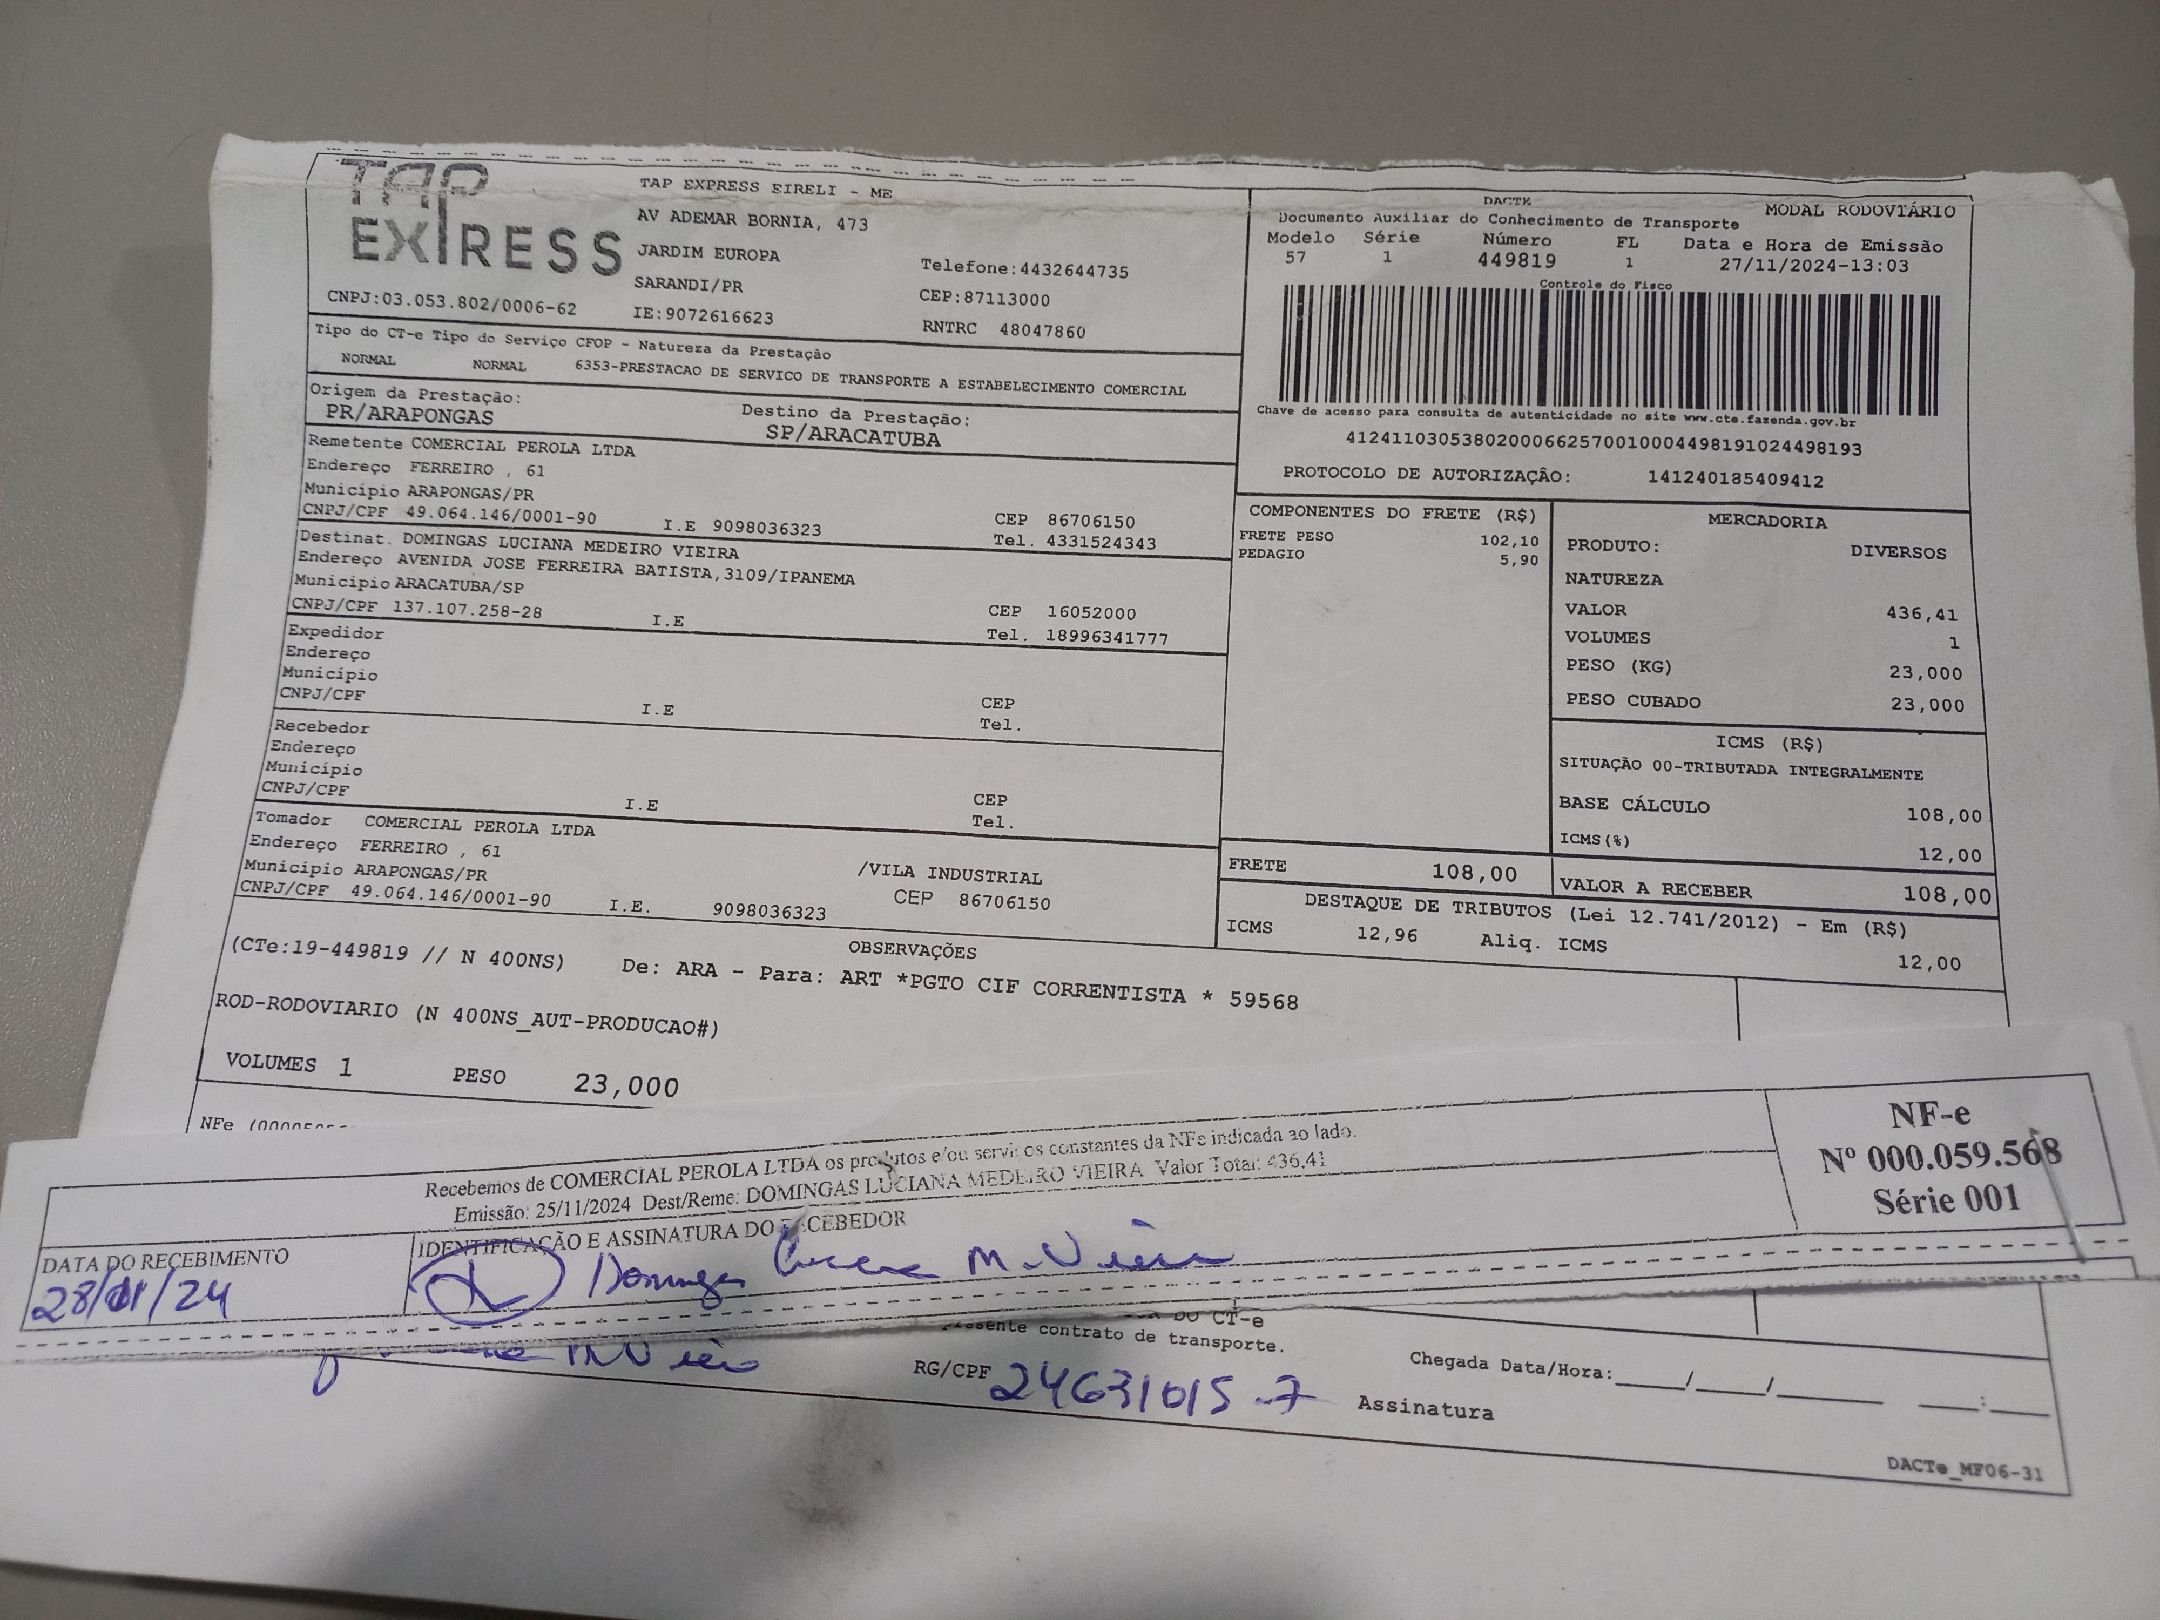 TAP EXPRESS
TAP EXPRESS EIRELI - ME
AV ADEMAR BORNIA, 473
JARDIM EUROPA
SARANDI/PR
IE:9072616623
Telefone:4432644735
CEP:87113000
RNTRC 48047860
CNPJ:03.053.802/0006-62
DACTE
MODAL RODOVIÁRIO
Documento Auxiliar do Conhecimento de Transporte
Modelo Série Número FL Data e Hora de Emissão
57 1 449819 1 27/11/2024-13:03
Controle do Fisco
Chave de acesso para consulta de autenticidade no site www.cte.fazenda.gov.br
41241103053802000662570010004498191024498193
PROTOCOLO DE AUTORIZAÇÃO: 141240185409412
Tipo do CT-e Tipo do Serviço CFOP - Natureza da Prestação
NORMAL NORMAL 6353-PRESTACAO DE SERVICO DE TRANSPORTE A ESTABELECIMENTO COMERCIAL
Origem da Prestação: Destino da Prestação:
PR/ARAPONGAS SP/ARACATUBA
Remetente COMERCIAL PEROLA LTDA
Endereço FERREIRO , 61
Município ARAPONGAS/PR CEP 86706150
CNPJ/CPF 49.064.146/0001-90 I.E 9098036323 Tel. 4331524343
Destinat. DOMINGAS LUCIANA MEDEIRO VIEIRA
Endereço AVENIDA JOSE FERREIRA BATISTA,3109/IPANEMA
Município ARACATUBA/SP CEP 16052000
CNPJ/CPF 137.107.258-28 I.E Tel. 18996341777
Expedidor
Endereço
Município CEP
CNPJ/CPF I.E Tel.
Recebedor
Endereço
Município CEP
CNPJ/CPF I.E Tel.
Tomador COMERCIAL PEROLA LTDA
Endereço FERREIRO , 61 /VILA INDUSTRIAL
Município ARAPONGAS/PR CEP 86706150
CNPJ/CPF 49.064.146/0001-90 I.E. 9098036323
COMPONENTES DO FRETE (R$)
FRETE PESO 102,10
PEDAGIO 5,90
MERCADORIA
PRODUTO: DIVERSOS
NATUREZA
VALOR 436,41
VOLUMES 1
PESO (KG) 23,000
PESO CUBADO 23,000
ICMS (R$)
SITUAÇÃO 00-TRIBUTADA INTEGRALMENTE
BASE CÁLCULO 108,00
ICMS(%) 12,00
FRETE 108,00
VALOR A RECEBER 108,00
DESTAQUE DE TRIBUTOS (Lei 12.741/2012) - Em (R$)
ICMS 12,96 Aliq. ICMS 12,00
OBSERVAÇÕES
(CTe:19-449819 // N 400NS) De: ARA - Para: ART *PGTO CIF CORRENTISTA * 59568
ROD-RODOVIARIO (N 400NS_AUT-PRODUCAO#)
VOLUMES 1 PESO 23,000
NFe
Recebemos de COMERCIAL PEROLA LTDA os produtos e/ou serviços constantes da NFe indicada ao lado.
Emissão: 25/11/2024 Dest/Reme: DOMINGAS LUCIANA MEDEIRO VIEIRA Valor Total: 436,41
DATA DO RECEBIMENTO
28/11/24
IDENTIFICAÇÃO E ASSINATURA DO RECEBEDOR
Domingas Luciana M. Vieira
NF-e
Nº 000.059.568
Série 001
DO CT-e
presente contrato de transporte.
M Vieira
RG/CPF 24631015-7
Chegada Data/Hora:____/____/______ ___:___
Assinatura
DACTe_MF06-31